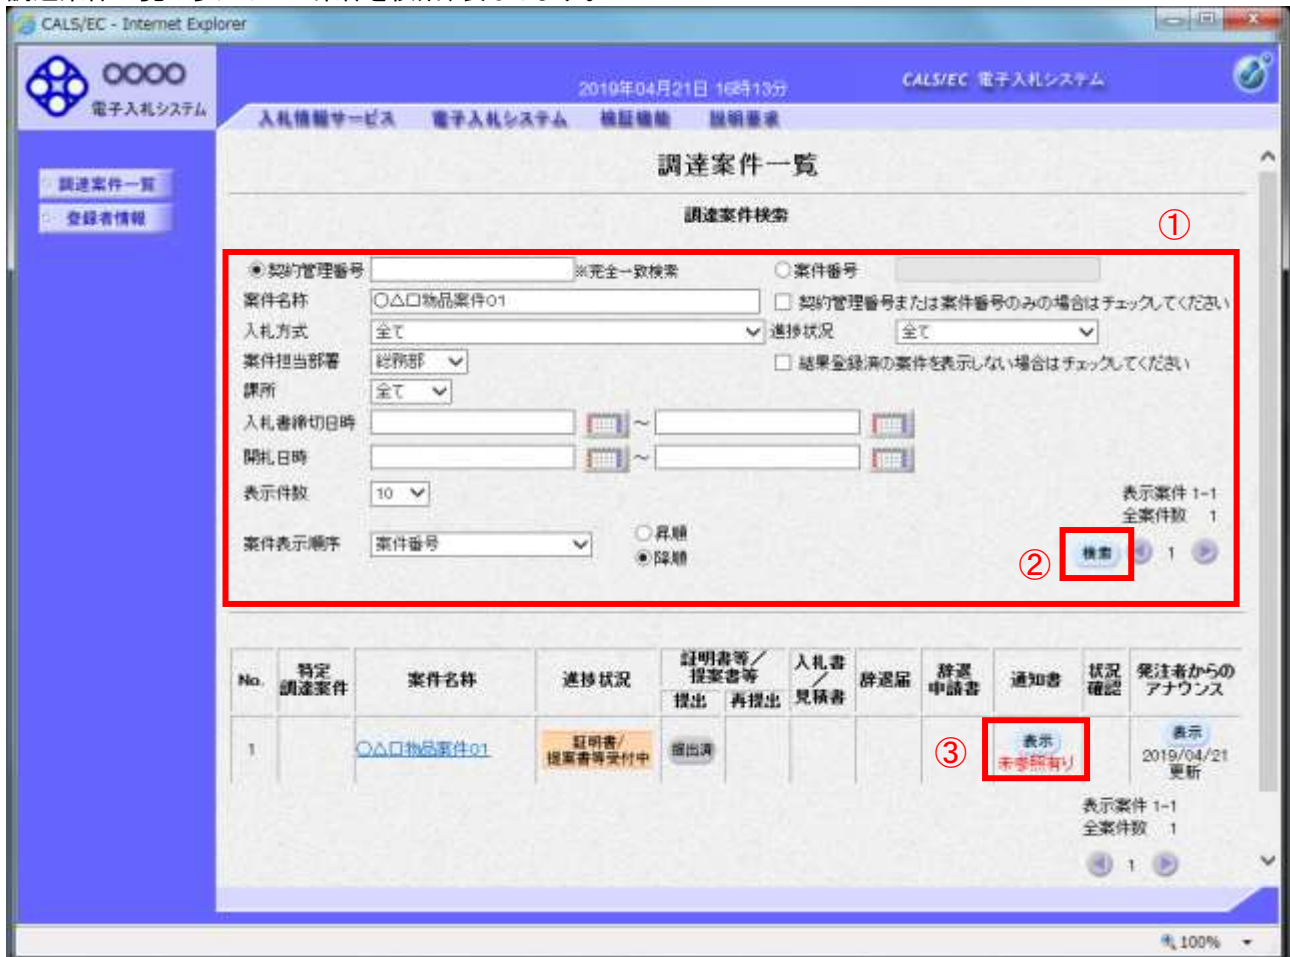 CALS/EC - Internet Explorer
○○○○
電子入札システム
2019年04月21日 16時13分
CALS/EC 電子入札システム
入札情報サービス 電子入札システム 検証機能 説明要求
調達案件一覧
登録者情報
調達案件一覧
調達案件検索
①
契約管理番号 ※完全一致検索 案件番号
案件名称 ○△□物品案件01 契約管理番号または案件番号のみの場合はチェックしてください
入札方式 全て 進捗状況 全て
案件担当部署 総務部 結果登録済の案件を表示しない場合はチェックしてください
課所 全て
入札書締切日時 ～
開札日時 ～
表示件数 10
表示案件 1-1
全案件数 1
案件表示順序 案件番号 昇順
降順
② 検索 1
No. 特定調達案件 案件名称 進捗状況 証明書等/提案書等 提出 再提出 入札書/見積書 辞退届 辞退申請書 通知書 状況確認 発注者からのアナウンス
1 ○△□物品案件01 証明書/提案書等受付中 提出済 ③ 表示 未参照有り 表示 2019/04/21 更新
表示案件 1-1
全案件数 1
1
100%